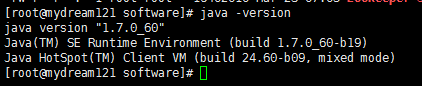 [root@mydream121 software]# java -version
java version "1.7.0_60"
Java(TM) SE Runtime Environment (build 1.7.0_60-b19)
Java HotSpot(TM) Client VM (build 24.60-b09, mixed mode)
[root@mydream121 software]#